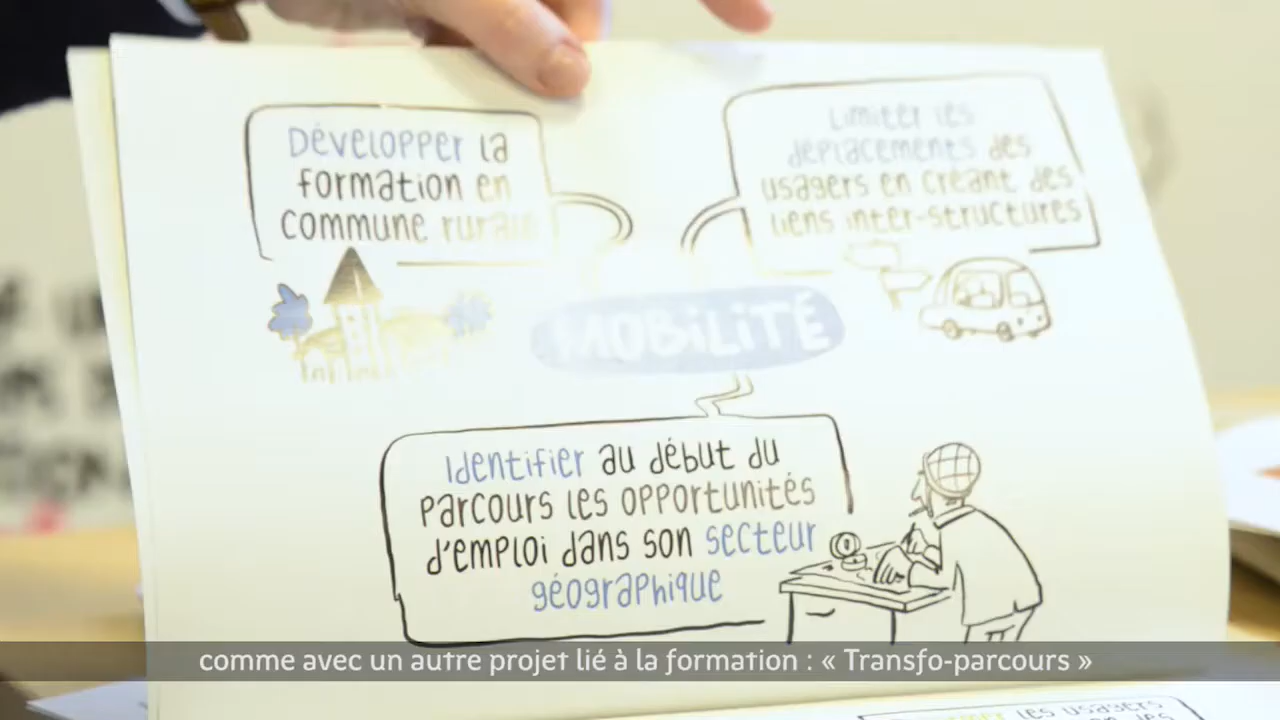 Développer la
formation en
commune rurale
Limiter les
déplacements des
usagers en créant des
liens inter-structures
MOBILITÉ
Identifier au début du
parcours les opportunités
d'emploi dans son secteur
géographique
comme avec un autre projet lié à la formation : « Transfo-parcours »
les usagers